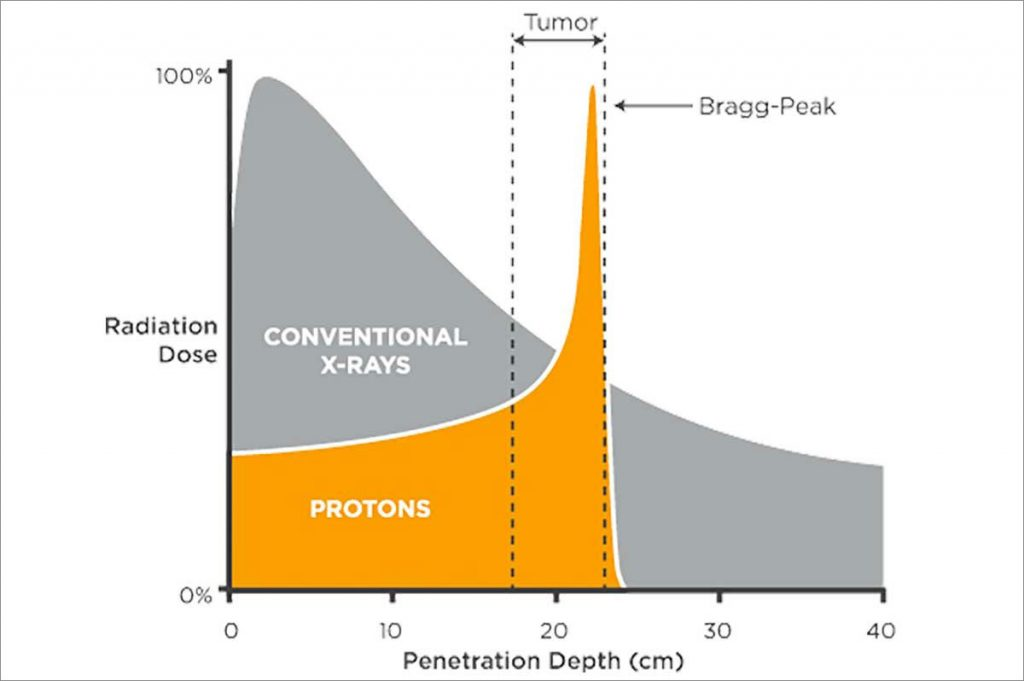 Tumor
100%
Bragg-Peak
Radiation
Dose
CONVENTIONAL
X-RAYS
PROTONS
0%
0 10 20 30 40
Penetration Depth (cm)